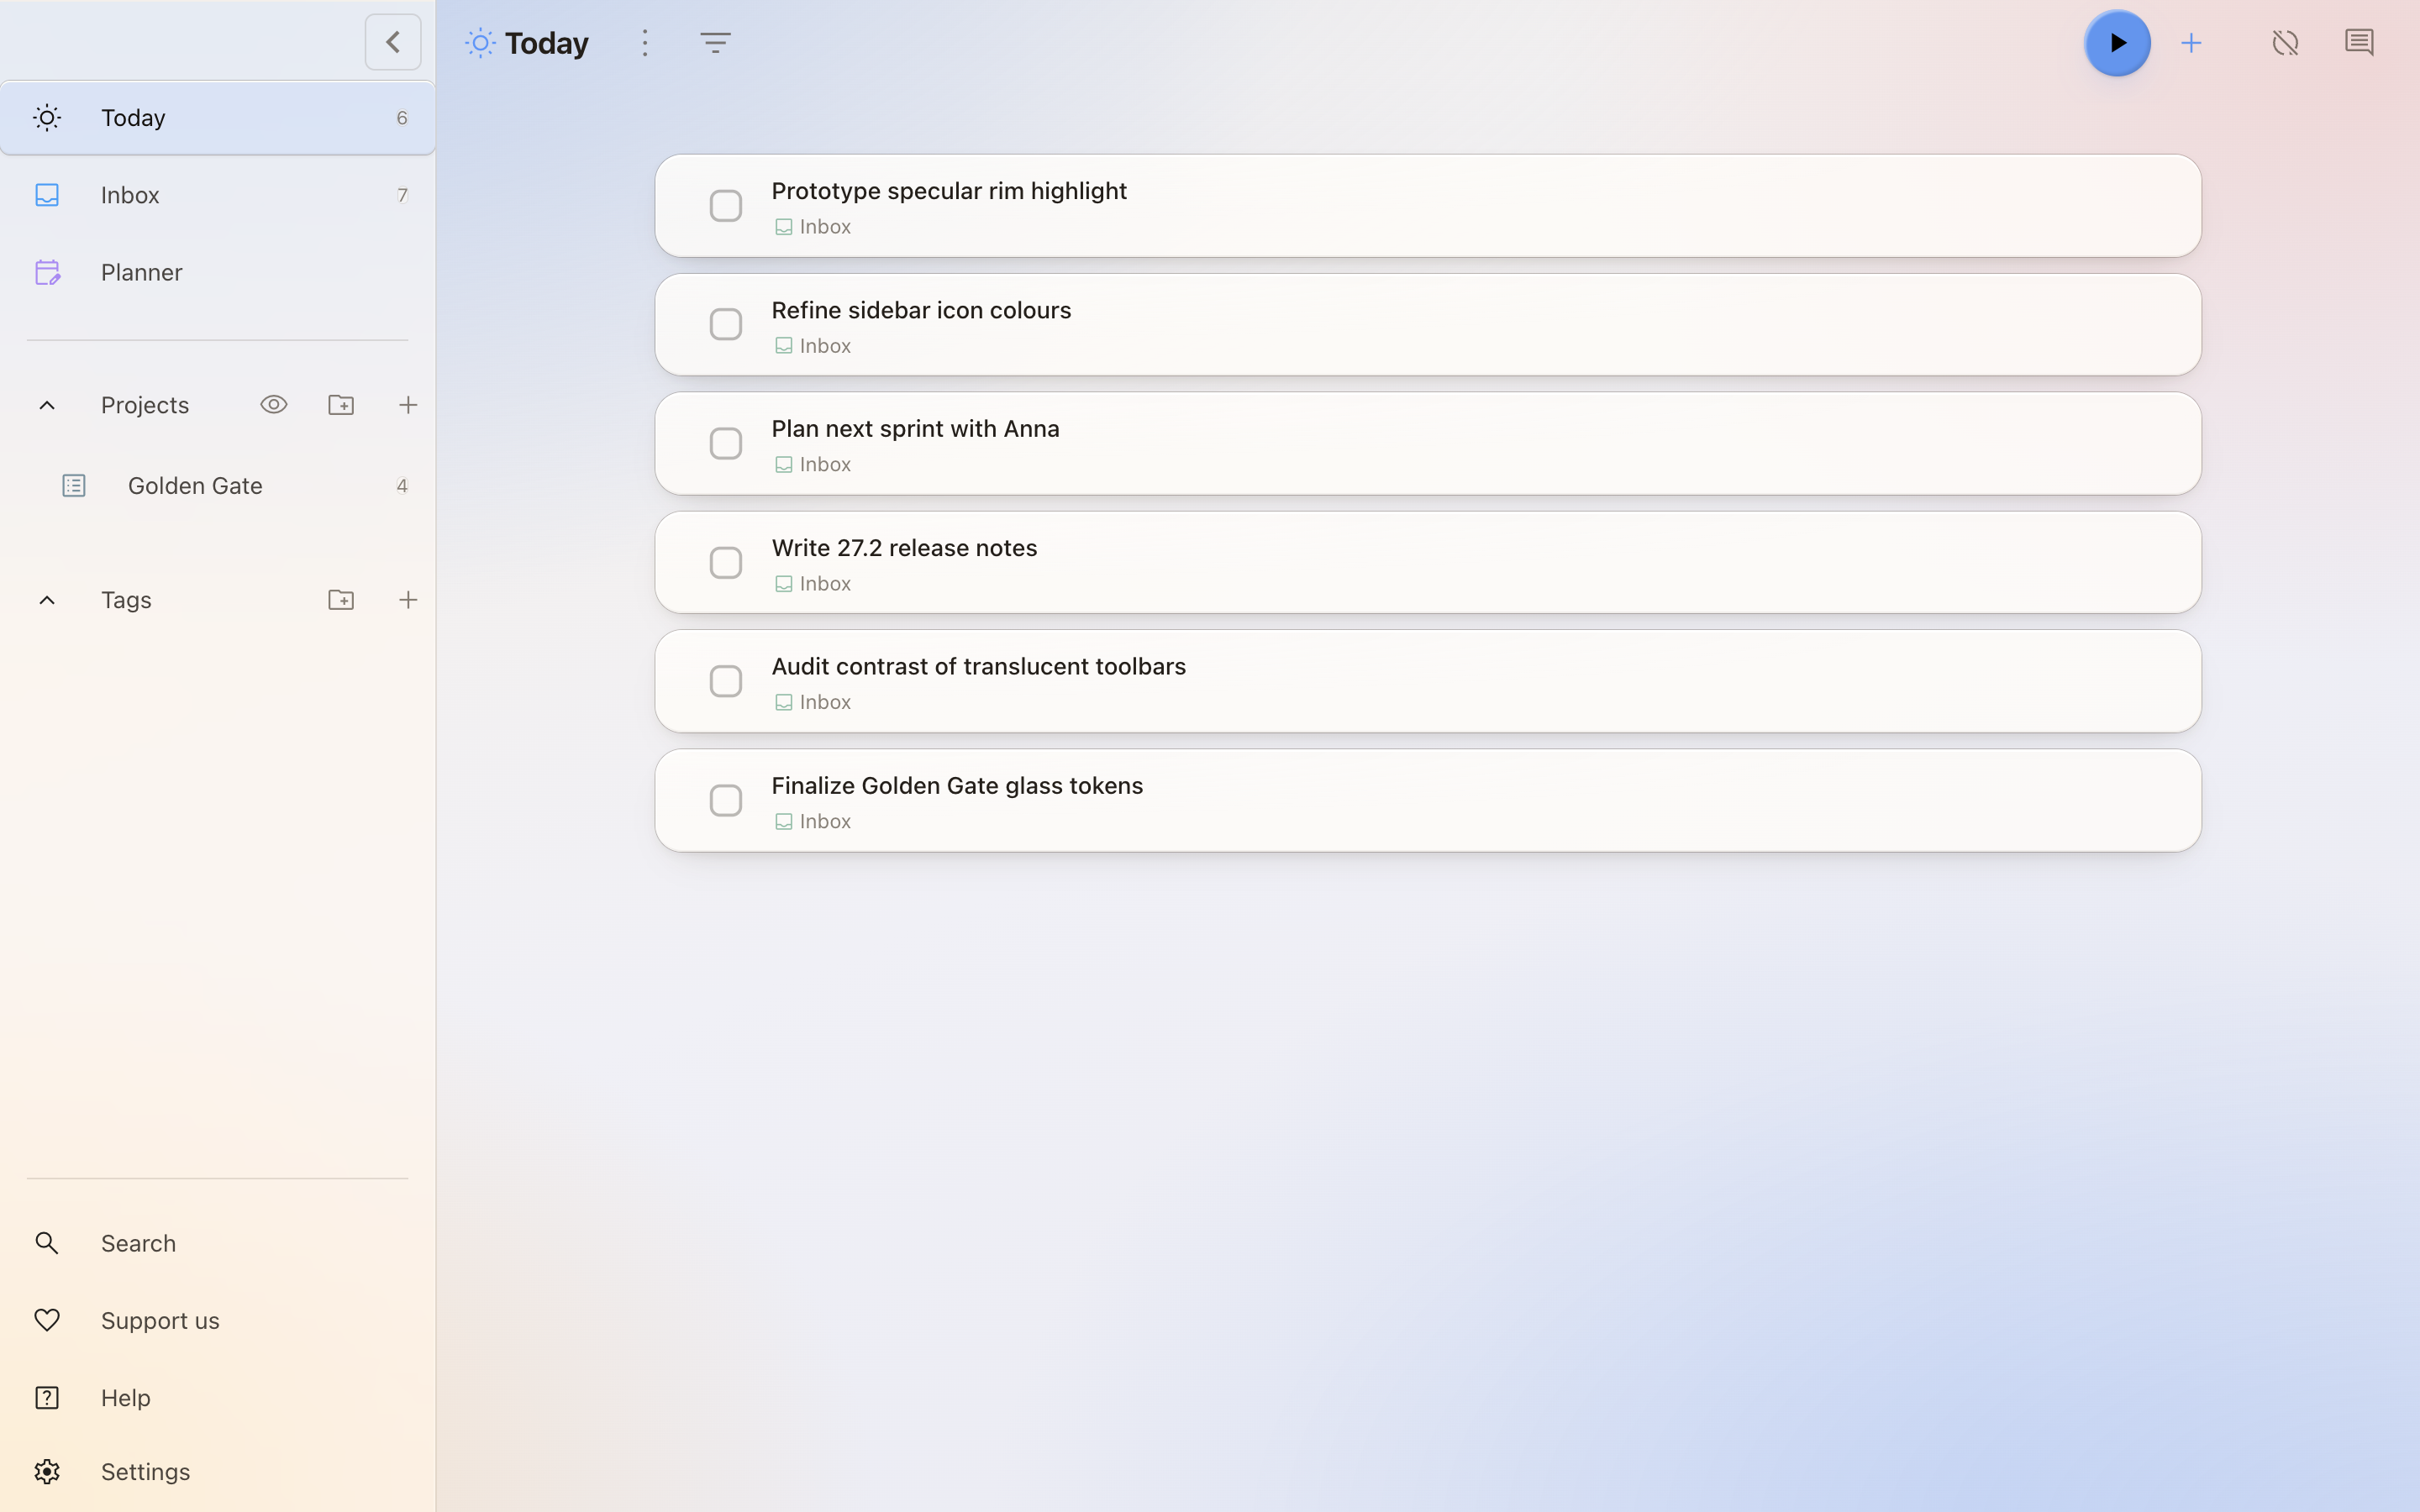 Today
6
Inbox
7
Planner
Projects
Golden Gate
4
Tags
Search
Support us
Help
Settings
Today
Prototype specular rim highlight
Inbox
Refine sidebar icon colours
Inbox
Plan next sprint with Anna
Inbox
Write 27.2 release notes
Inbox
Audit contrast of translucent toolbars
Inbox
Finalize Golden Gate glass tokens
Inbox